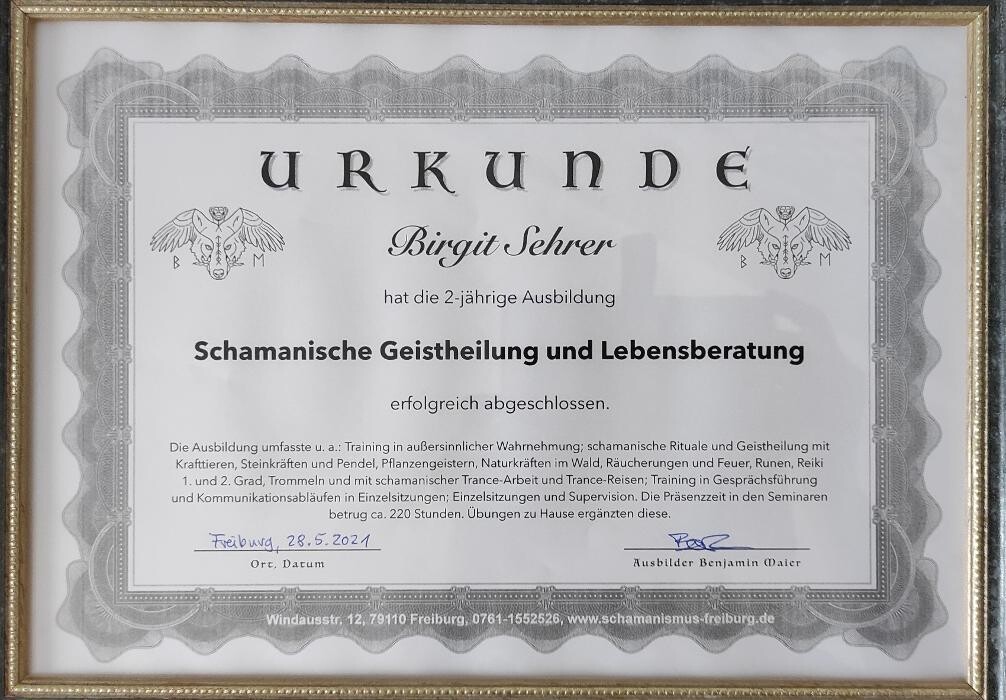 URKUNDE
Birgit Sehrer
B M B M
hat die 2-jährige Ausbildung
Schamanische Geistheilung und Lebensberatung
erfolgreich abgeschlossen.
Die Ausbildung umfasste u. a.: Training in außersinnlicher Wahrnehmung; schamanische Rituale und Geistheilung mit
Krafttieren, Steinkräften und Pendel, Pflanzengeistern, Naturkräften im Wald, Räucherungen und Feuer, Runen, Reiki
1. und 2. Grad, Trommeln und mit schamanischer Trance-Arbeit und Trance-Reisen; Training in Gesprächsführung
und Kommunikationsabläufen in Einzelsitzungen; Einzelsitzungen und Supervision. Die Präsenzzeit in den Seminaren
betrug ca. 220 Stunden. Übungen zu Hause ergänzten diese.
Freiburg, 28.5.2021
Ort, Datum
Ausbilder Benjamin Maier
Windausstr. 12, 79110 Freiburg, 0761-1552526, www.schamanismus-freiburg.de